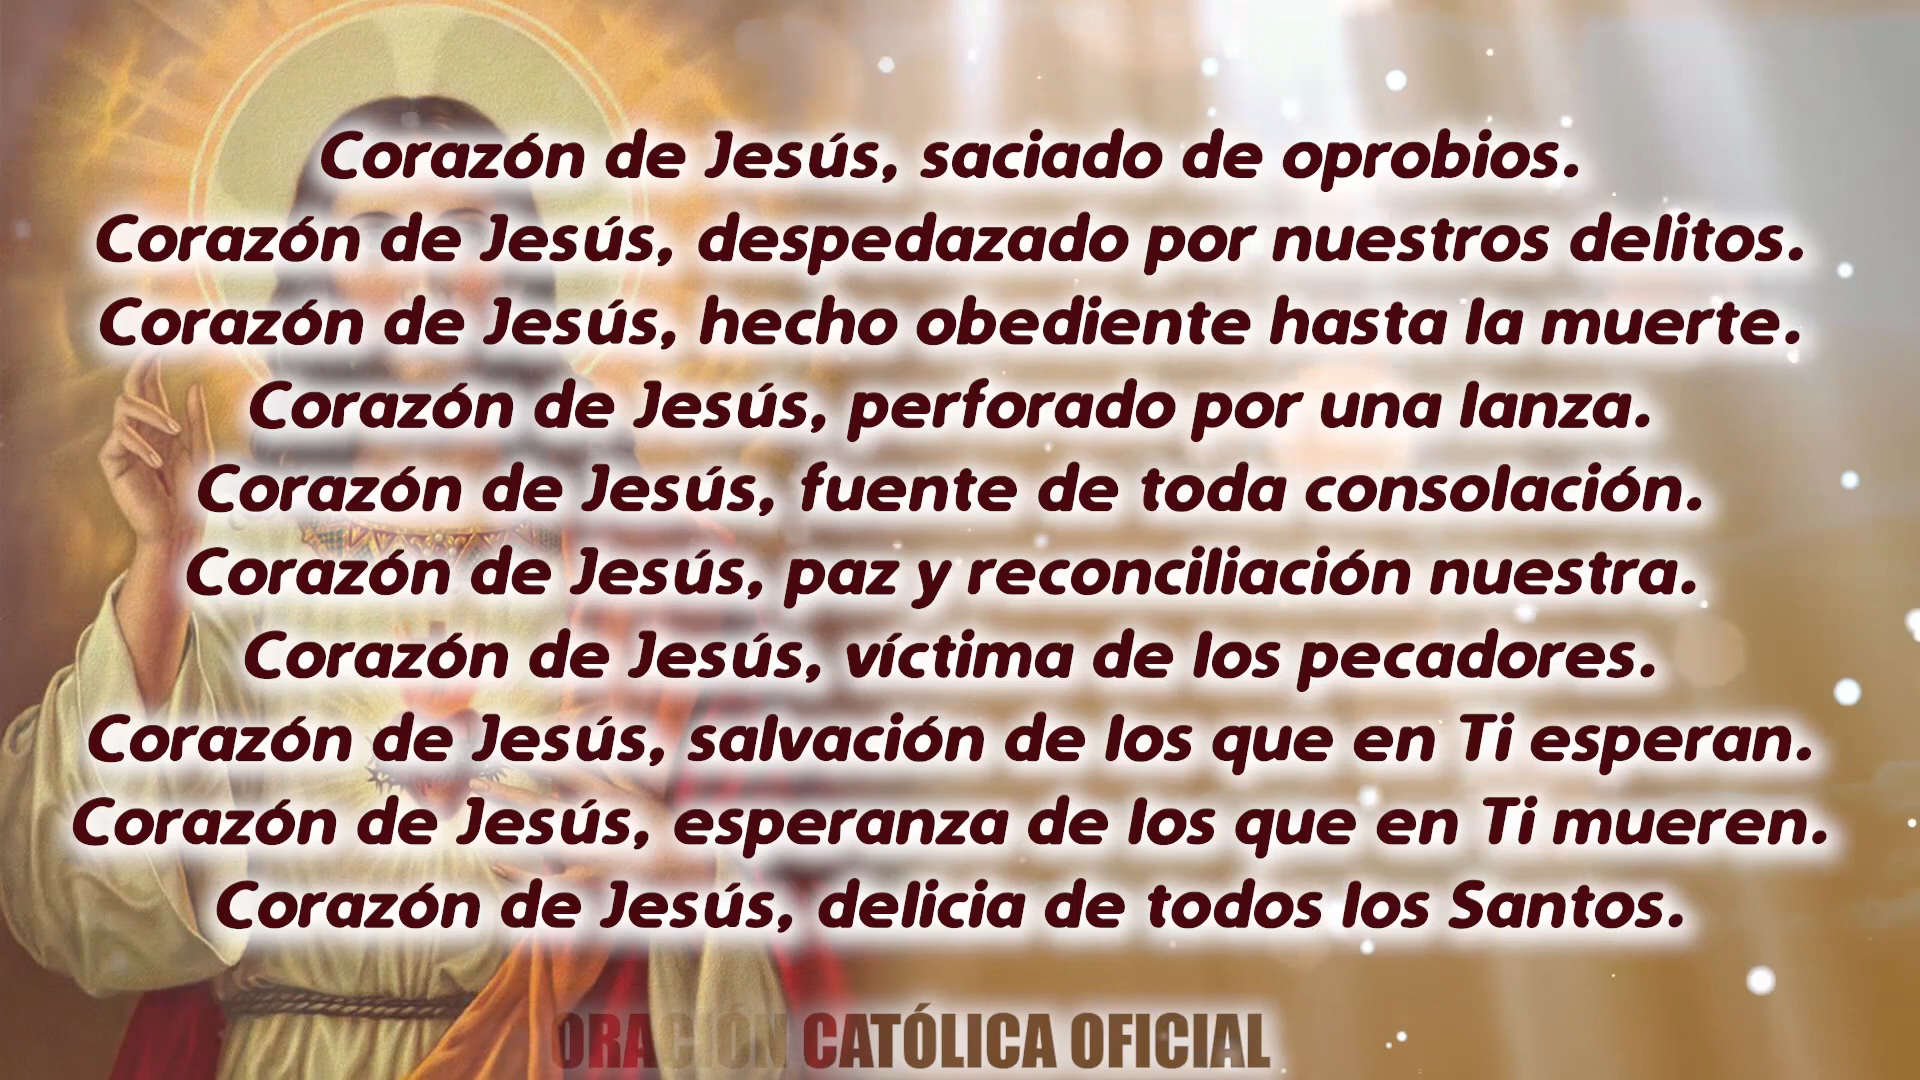 Corazón de Jesús, saciado de oprobios.
Corazón de Jesús, despedazado por nuestros delitos.
Corazón de Jesús, hecho obediente hasta la muerte.
Corazón de Jesús, perforado por una lanza.
Corazón de Jesús, fuente de toda consolación.
Corazón de Jesús, paz y reconciliación nuestra.
Corazón de Jesús, víctima de los pecadores.
Corazón de Jesús, salvación de los que en Ti esperan.
Corazón de Jesús, esperanza de los que en Ti mueren.
Corazón de Jesús, delicia de todos los Santos.
ORACIÓN CATÓLICA OFICIAL